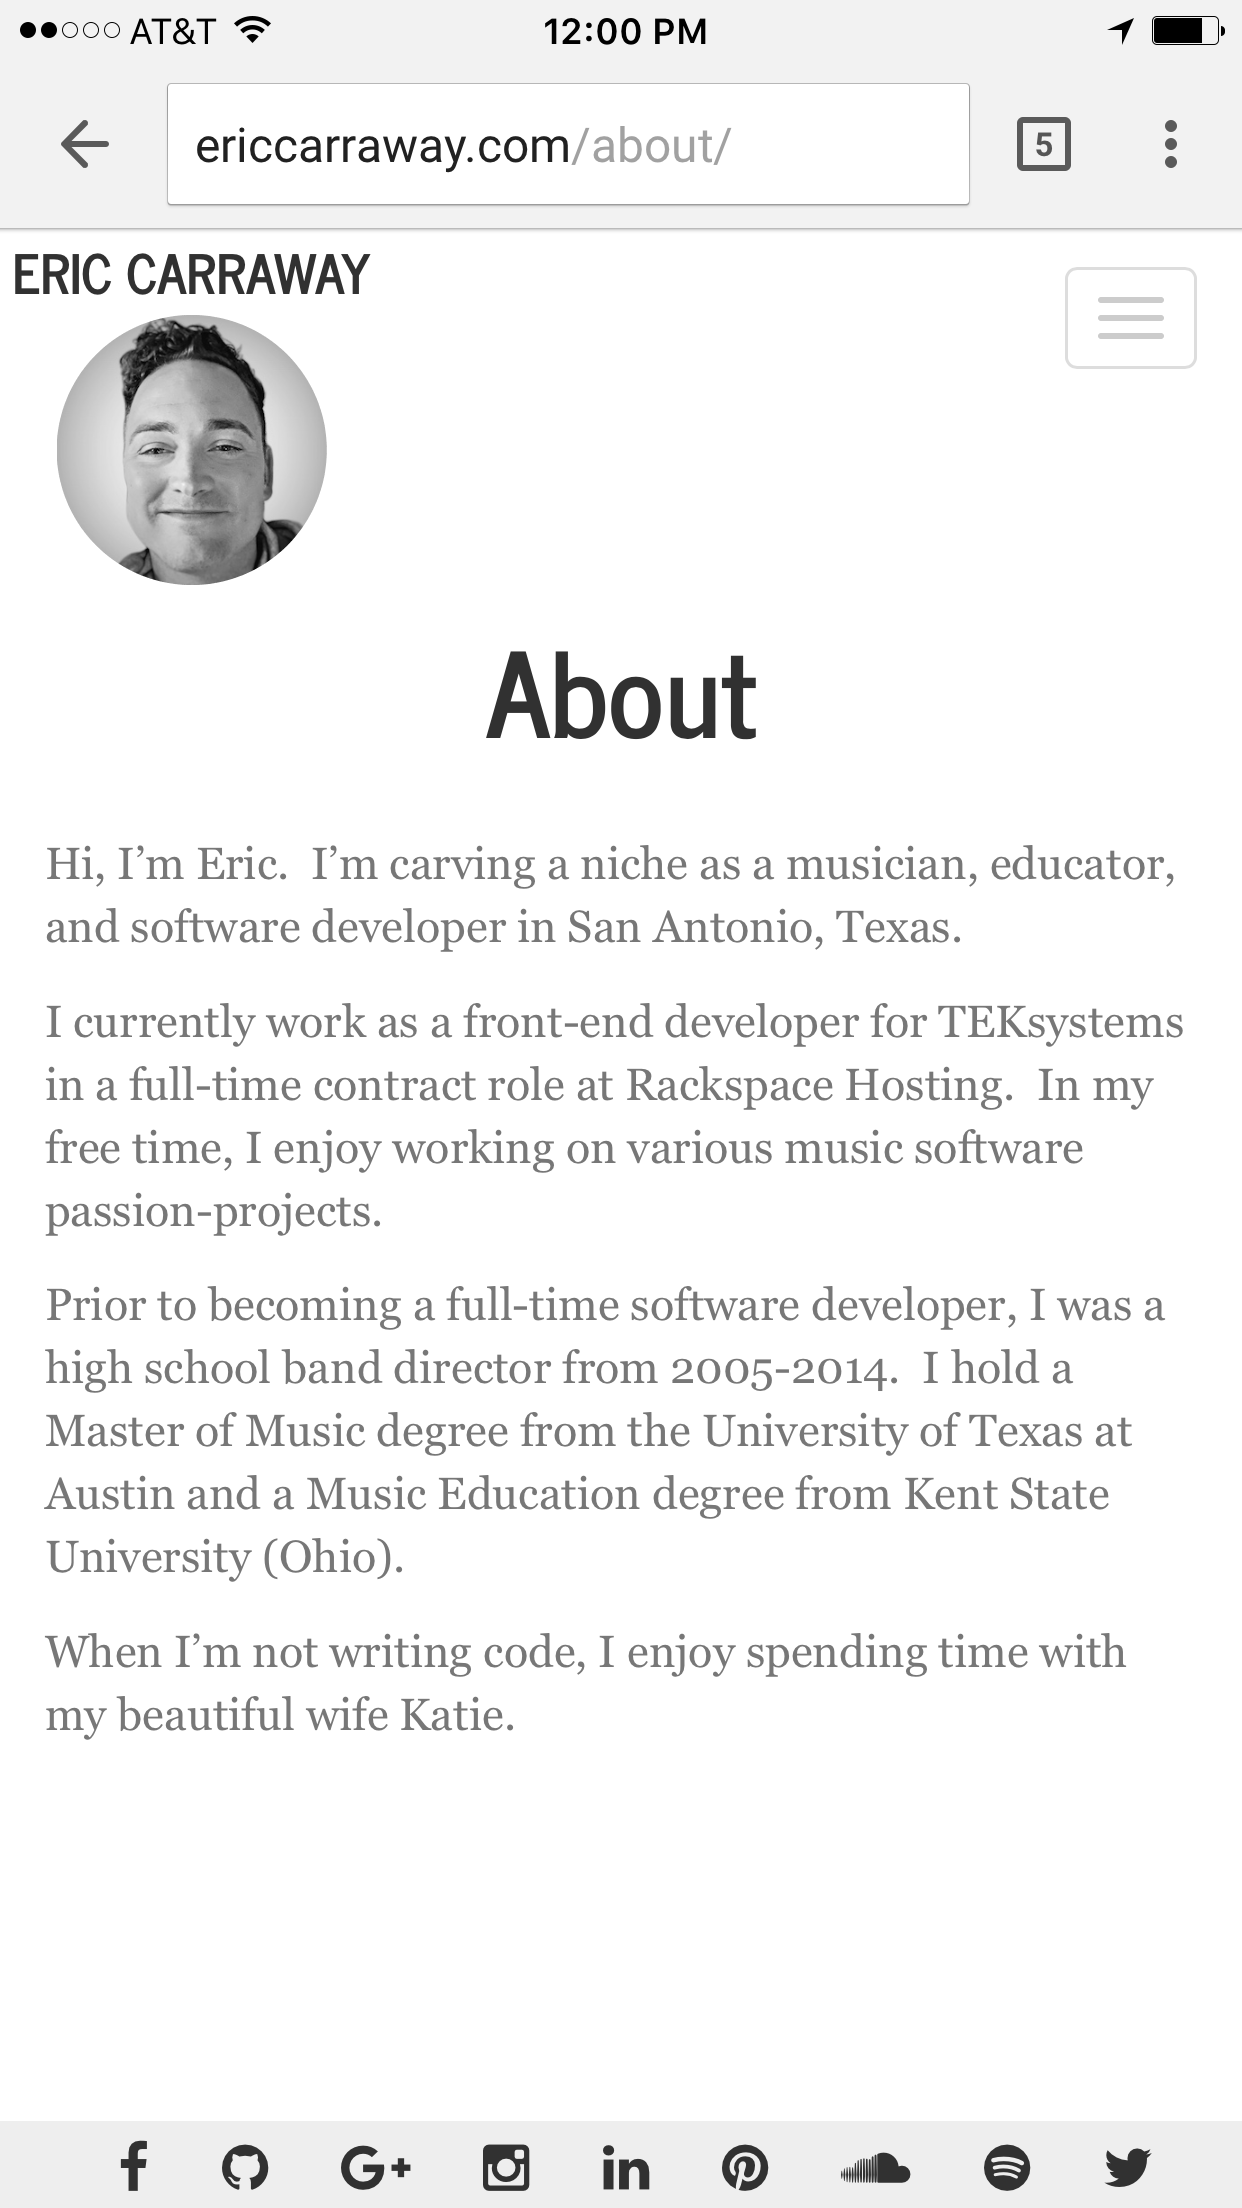 AT&T 12:00 PM
ericcarraway.com/about/ 5
ERIC CARRAWAY
About
Hi, I’m Eric.  I’m carving a niche as a musician, educator,
and software developer in San Antonio, Texas.
I currently work as a front-end developer for TEKsystems
in a full-time contract role at Rackspace Hosting.  In my
free time, I enjoy working on various music software
passion-projects.
Prior to becoming a full-time software developer, I was a
high school band director from 2005-2014.  I hold a
Master of Music degree from the University of Texas at
Austin and a Music Education degree from Kent State
University (Ohio).
When I’m not writing code, I enjoy spending time with
my beautiful wife Katie.